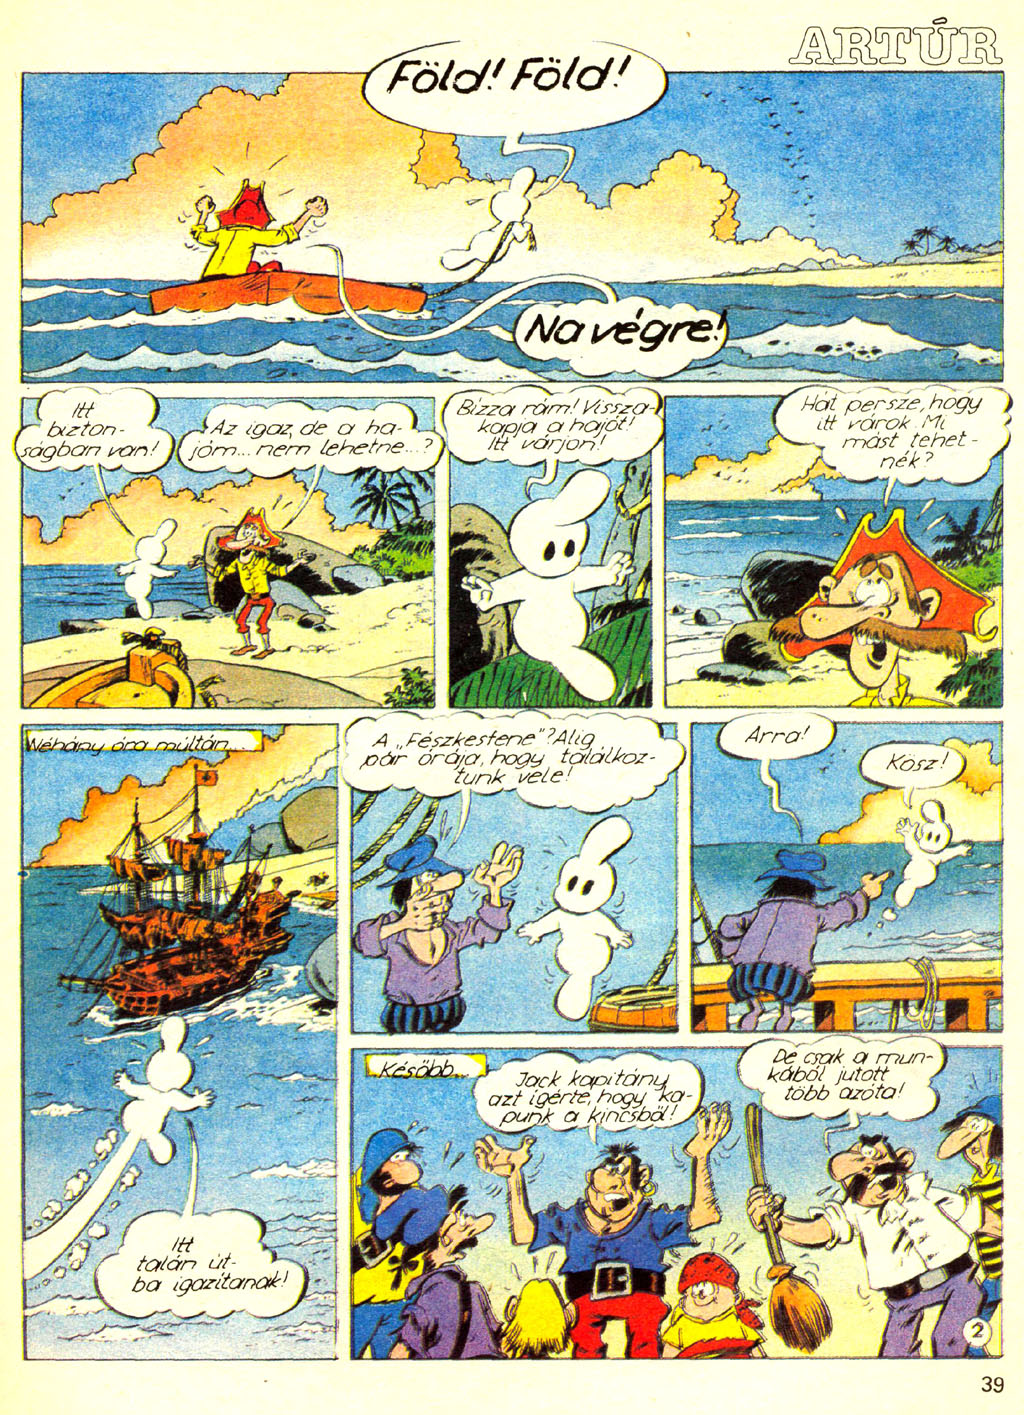 ARTÚR
Föld! Föld!
Na végre!
Itt
bizton-
ságban van!
Az igaz, de a ha-
jóm... nem lehetne...?
Bízza rám! Vissza-
kapja a hajót!
Itt várjon!
Hát persze, hogy
itt várok. Mi
mást tehet-
nék?
Néhány óra múltán...
Itt
talán út-
ba igazítanak!
A „Fészkesfene"? Alig
pár órája, hogy találkoz-
tunk vele!
Arra!
Kösz!
Később...
Jack kapitány
azt ígérte, hogy ka-
punk a kincsből!
De csak a mun-
kából jutott
több azóta!
2
39